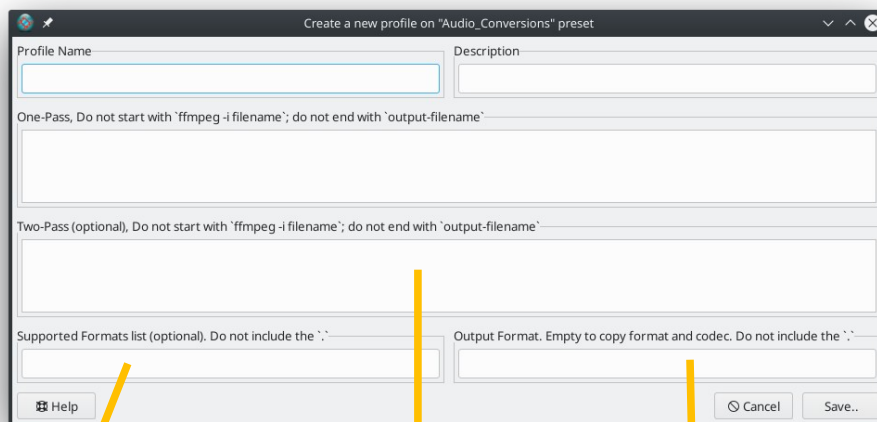 Create a new profile on "Audio_Conversions" preset
Profile Name
Description
One-Pass, Do not start with `ffmpeg -i filename`; do not end with `output-filename`
Two-Pass (optional), Do not start with `ffmpeg -i filename`; do not end with `output-filename`
Supported Formats list (optional). Do not include the `.`
Output Format. Empty to copy format and codec. Do not include the `.`
Help
Cancel
Save..